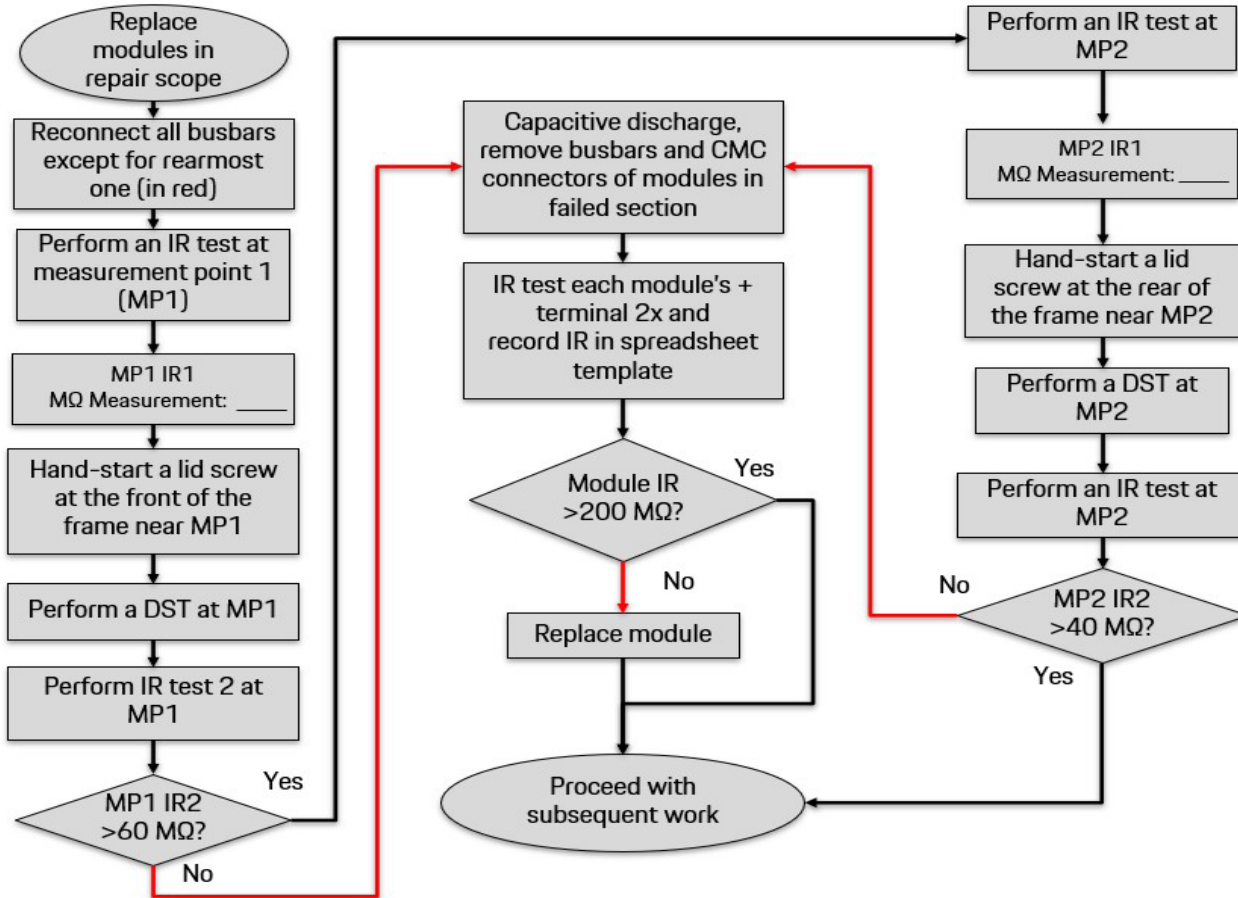 Replace
modules in
repair scope
Reconnect all busbars
except for rearmost
one (in red)
Perform an IR test at
measurement point 1
(MP1)
MP1 IR1
MΩ Measurement: _____
Hand-start a lid screw
at the front of the
frame near MP1
Perform a DST at MP1
Perform IR test 2 at
MP1
MP1 IR2
>60 MΩ?
Yes
No
Capacitive discharge,
remove busbars and CMC
connectors of modules in
failed section
IR test each module's +
terminal 2x and
record IR in spreadsheet
template
Module IR
>200 MΩ?
Yes
No
Replace module
Proceed with
subsequent work
Perform an IR test at
MP2
MP2 IR1
MΩ Measurement: _____
Hand-start a lid
screw at the rear of
the frame near MP2
Perform a DST at
MP2
Perform an IR test at
MP2
MP2 IR2
>40 MΩ?
No
Yes